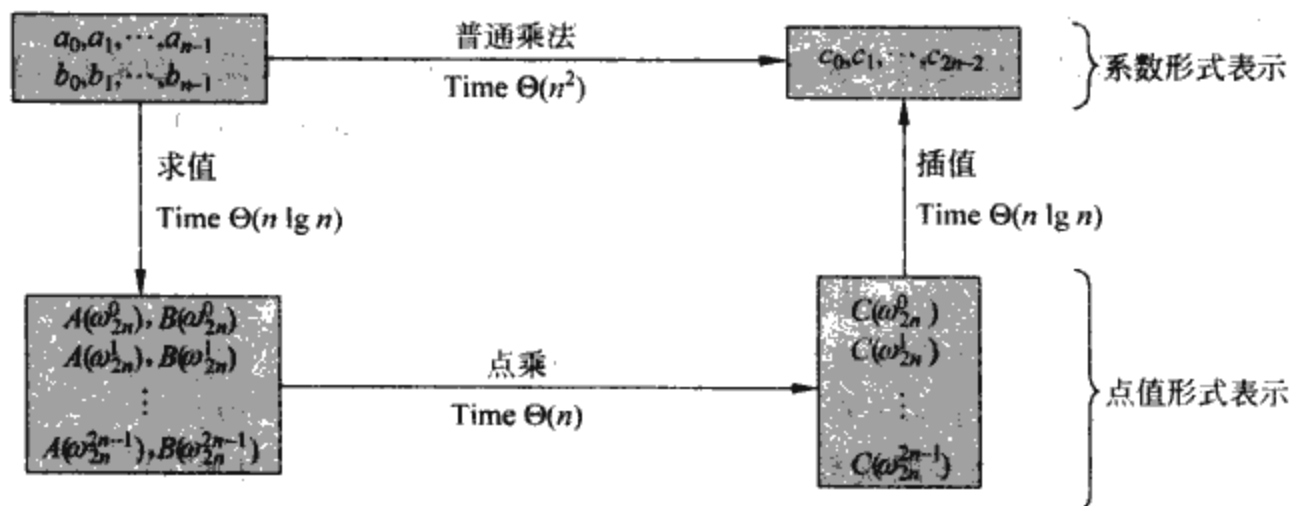 a₀,a₁,⋯,aₙ₋₁
b₀,b₁,⋯,bₙ₋₁
普通乘法
Time Θ(n²)
c₀,c₁,⋯,c₂ₙ₋₂
系数形式表示
求值
Time Θ(n lg n)
插值
Time Θ(n lg n)
A(ω⁰₂ₙ),B(ω⁰₂ₙ)
A(ω¹₂ₙ),B(ω¹₂ₙ)
⋮
A(ω²ⁿ⁻¹₂ₙ),B(ω²ⁿ⁻¹₂ₙ)
点乘
Time Θ(n)
C(ω⁰₂ₙ)
C(ω¹₂ₙ)
⋮
C(ω²ⁿ⁻¹₂ₙ)
点值形式表示